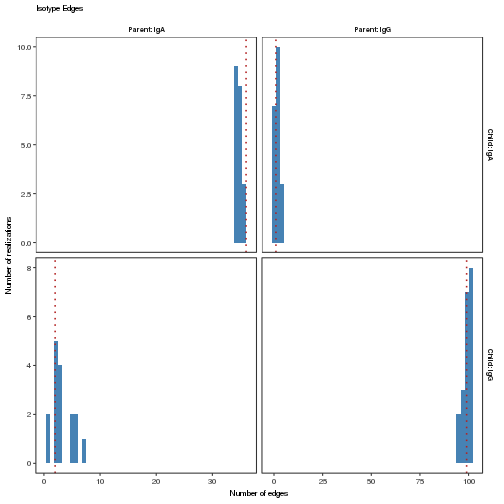 Isotype Edges
Parent: IgA
Parent: IgG
10.0
7.5
5.0
2.5
0.0
Child: IgA
Number of realizations
8
6
4
2
0
Child: IgG
0 10 20 30
0 25 50 75 100
Number of edges